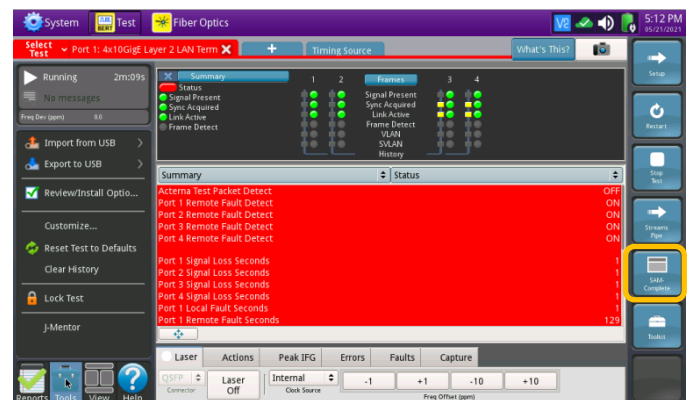 System
Test
Fiber Optics
V2
5:12 PM
05/21/2021
Select Test
Port 1: 4x10GigE Layer 2 LAN Term
Timing Source
What's This?
Running 2m:09s
No messages
Freq Dev (ppm) 0.0
Import from USB
Export to USB
Review/Install Optio...
Customize...
Reset Test to Defaults
Clear History
Lock Test
J-Mentor
Reports
Tools
View
Help
Summary
Status
Signal Present
Sync Acquired
Link Active
Frame Detect
1 2 Frames 3 4
Signal Present
Sync Acquired
Link Active
Frame Detect
VLAN
SVLAN
History
Summary Status
Acterna Test Packet Detect OFF
Port 1 Remote Fault Detect ON
Port 2 Remote Fault Detect ON
Port 3 Remote Fault Detect ON
Port 4 Remote Fault Detect ON
Port 1 Signal Loss Seconds 1
Port 2 Signal Loss Seconds 1
Port 3 Signal Loss Seconds 1
Port 4 Signal Loss Seconds 1
Port 1 Local Fault Seconds 1
Port 1 Remote Fault Seconds 129
Laser Actions Peak IFG Errors Faults Capture
QSFP
Connector
Laser Off
Internal
Clock Source
-1 +1 -10 +10
Freq Offset (ppm)
Setup
Restart
Stop
Test
Streams
Pipe
SAM-
Complete
Toolkit